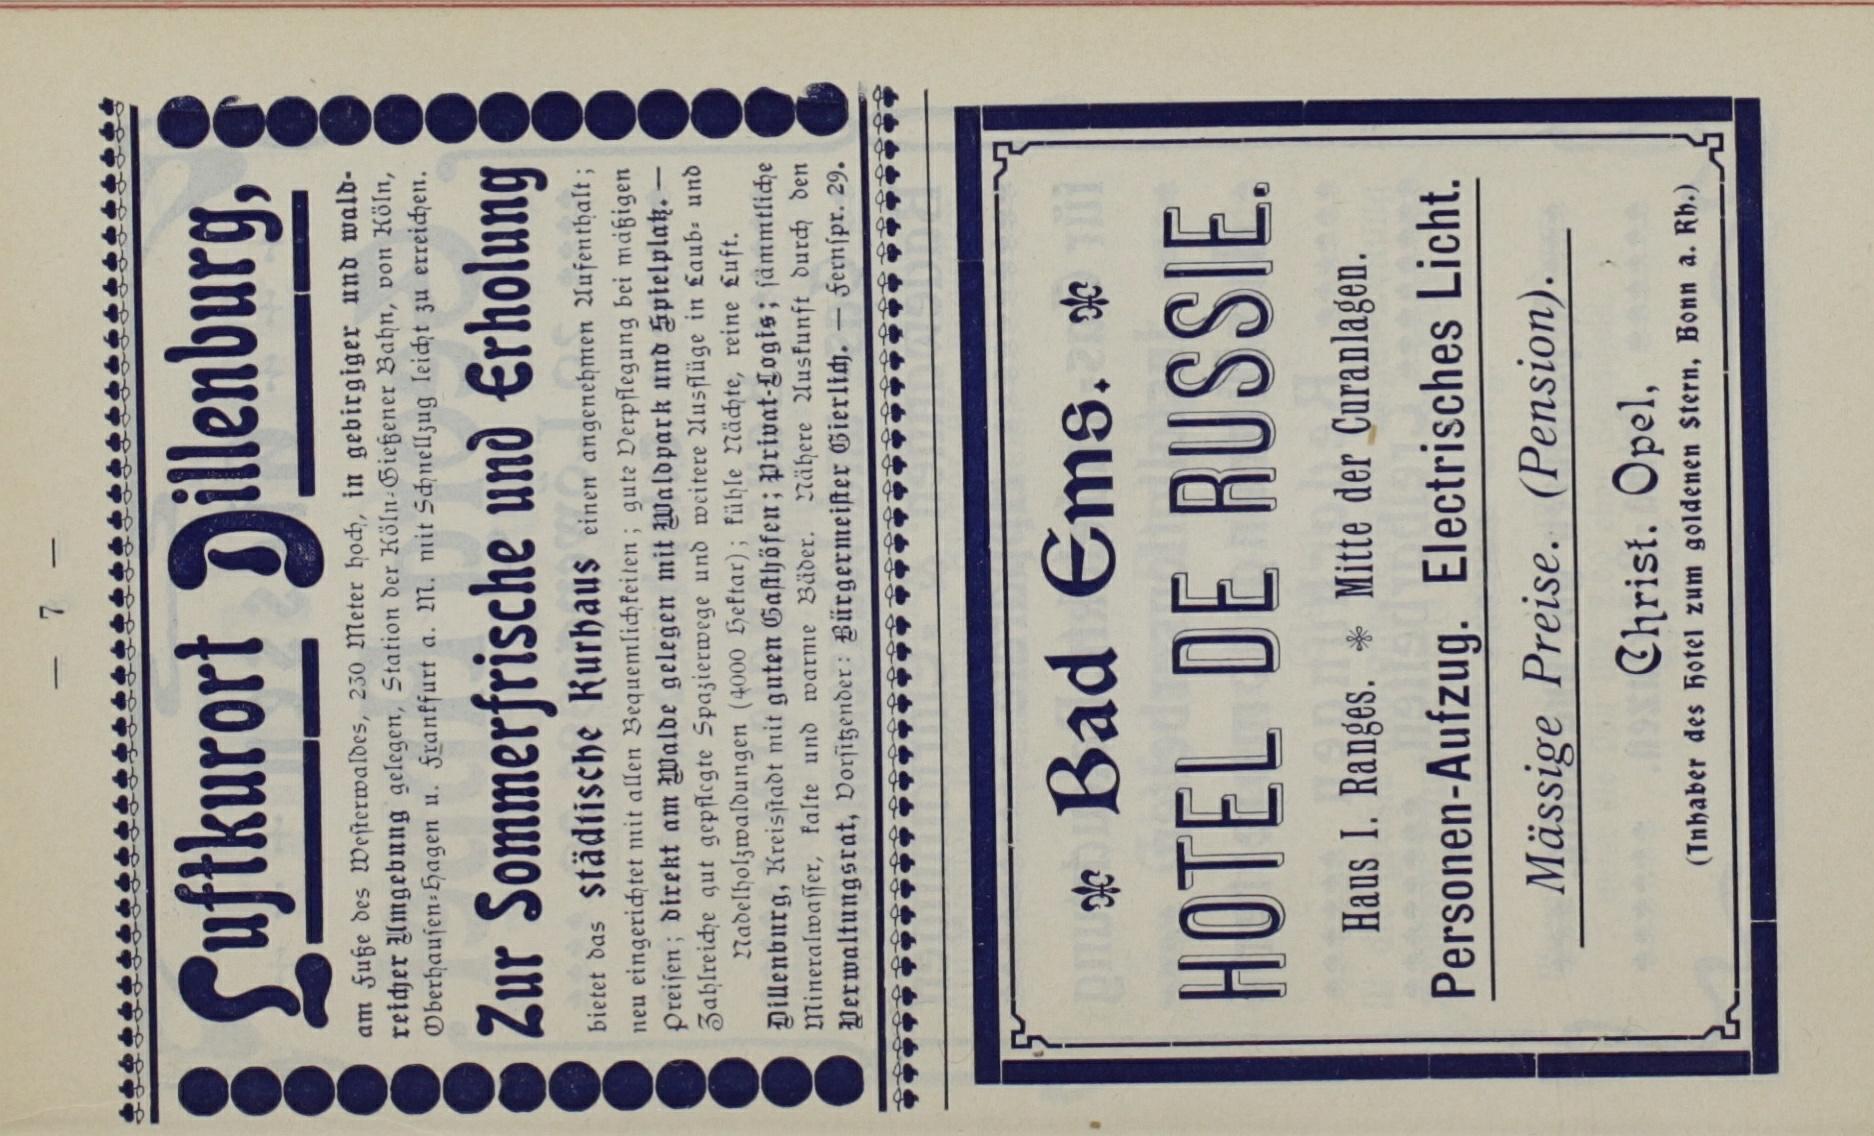 — 7 —
Luftkurort Dillenburg,
am Fuße des Westerwaldes, 230 Meter hoch, in gebirgiger und wald-
reicher Umgebung gelegen, Station der Köln-Gießener Bahn, von Köln,
Oberhausen-Hagen u. Frankfurt a. M. mit Schnellzug leicht zu erreichen.
Zur Sommerfrische und Erholung
bietet das städtische Kurhaus einen angenehmen Aufenthalt;
neu eingerichtet mit allen Bequemlichkeiten; gute Verpflegung bei mäßigen
Preisen; direkt am Walde gelegen mit Waldpark und Spielplatz. —
Zahlreiche gut gepflegte Spazierwege und weitere Ausflüge in Laub- und
Nadelholzwaldungen (4000 Hektar); kühle Nächte, reine Luft.
Dillenburg, Kreisstadt mit guten Gasthöfen; Privat-Logis; sämmtliche
Mineralwasser, kalte und warme Bäder. Nähere Auskunft durch den
Verwaltungsrat, Vorsitzender: Bürgermeister Gierlich. — Fernspr. 29.
Bad Ems.
HOTEL DE RUSSIE.
Haus I. Ranges. Mitte der Curanlagen.
Personen-Aufzug. Electrisches Licht.
Mässige Preise. (Pension).
Christ. Opel,
(Inhaber des Hotel zum goldenen Stern, Bonn a. Rh.)